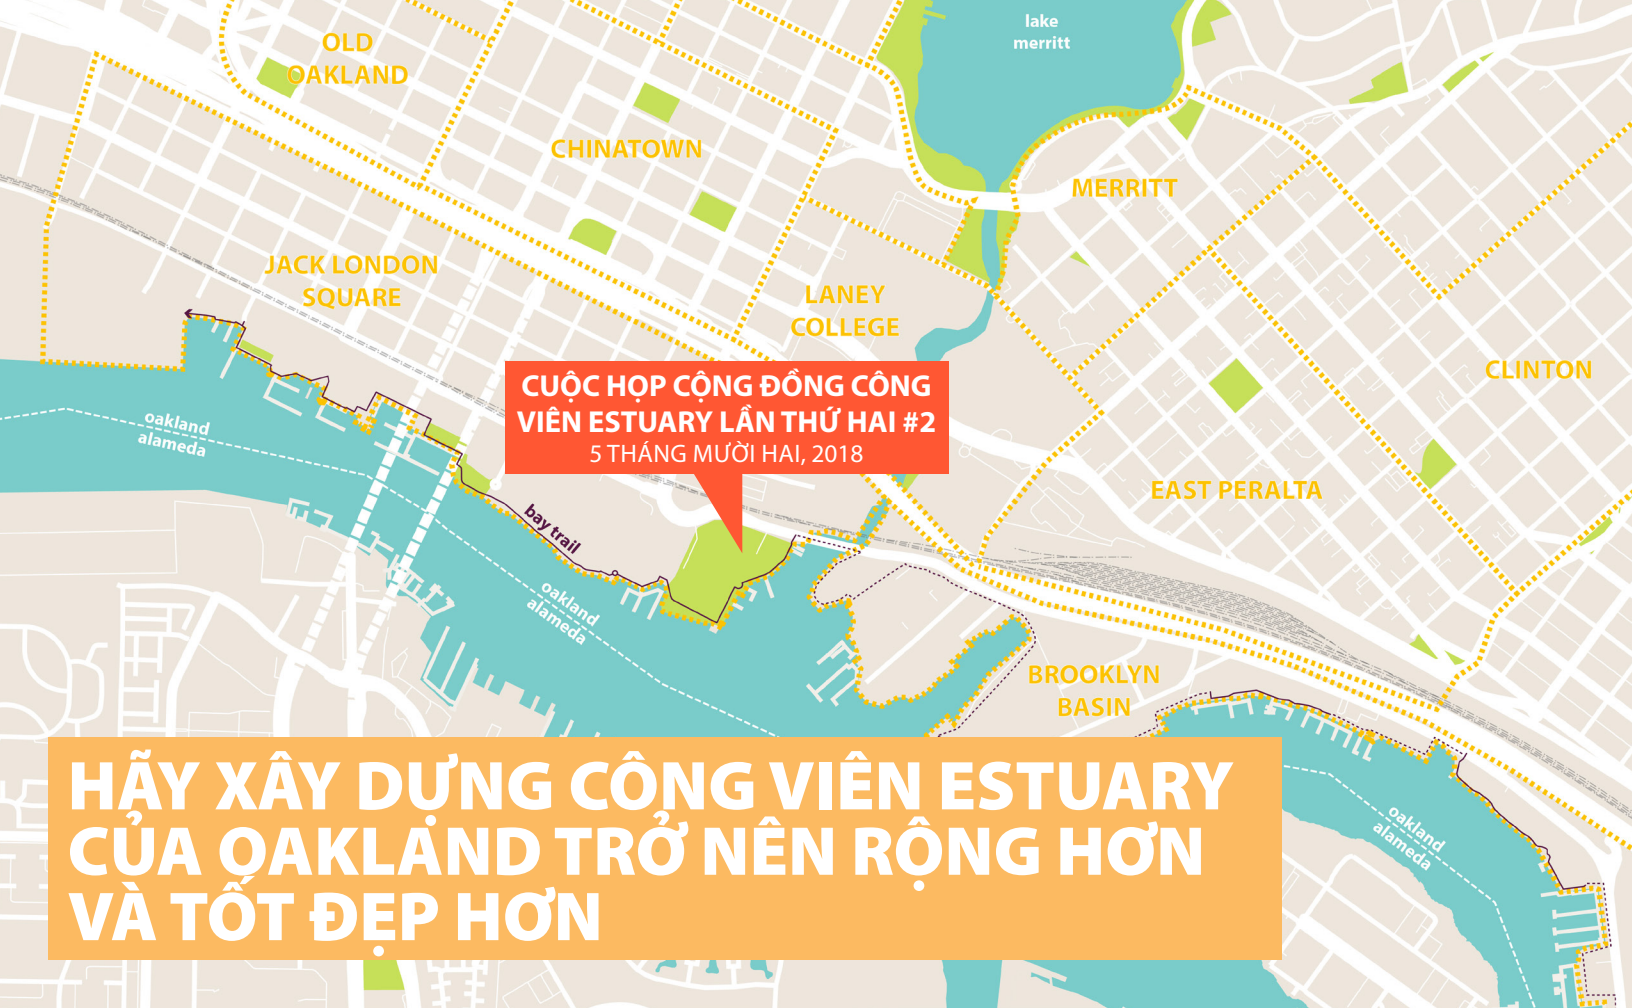 lake
merritt
OLD
OAKLAND
CHINATOWN
MERRITT
JACK LONDON
SQUARE
LANEY
COLLEGE
CLINTON
CUỘC HỌP CỘNG ĐỒNG CÔNG
VIÊN ESTUARY LẦN THỨ HAI #2
5 THÁNG MƯỜI HAI, 2018
oakland
alameda
EAST PERALTA
bay trail
oakland
alameda
BROOKLYN
BASIN
HÃY XÂY DỰNG CÔNG VIÊN ESTUARY
CỦA OAKLAND TRỞ NÊN RỘNG HƠN
VÀ TỐT ĐẸP HƠN
oakland
alameda